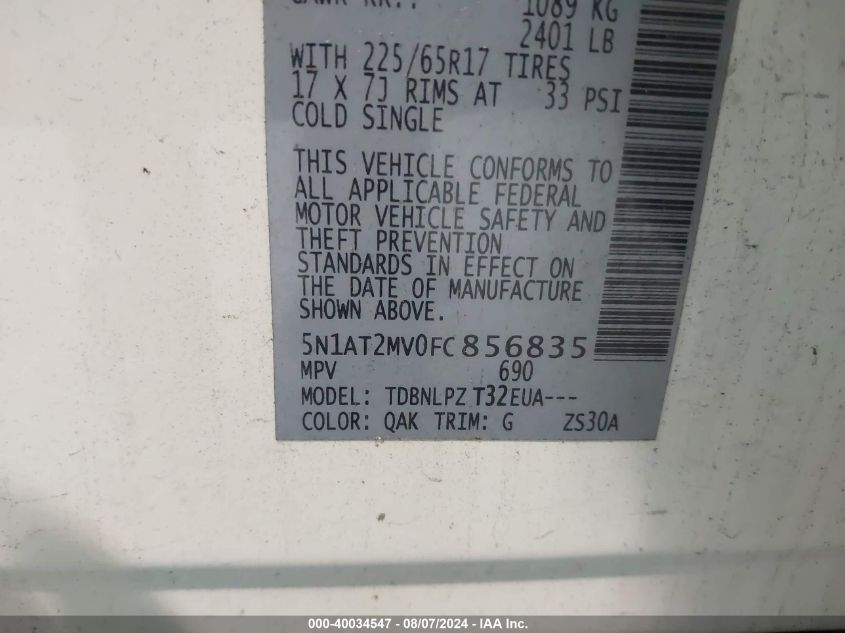 GAWR RR.: 1089 KG
2401 LB
WITH 225/65R17 TIRES
17 X 7J RIMS AT 33 PSI
COLD SINGLE
THIS VEHICLE CONFORMS TO
ALL APPLICABLE FEDERAL
MOTOR VEHICLE SAFETY AND
THEFT PREVENTION
STANDARDS IN EFFECT ON
THE DATE OF MANUFACTURE
SHOWN ABOVE.
5N1AT2MV0FC856835
MPV 690
MODEL: TDBNLPZ T32EUA---
COLOR: QAK TRIM: G ZS30A
000-40034547 - 08/07/2024 - IAA Inc.